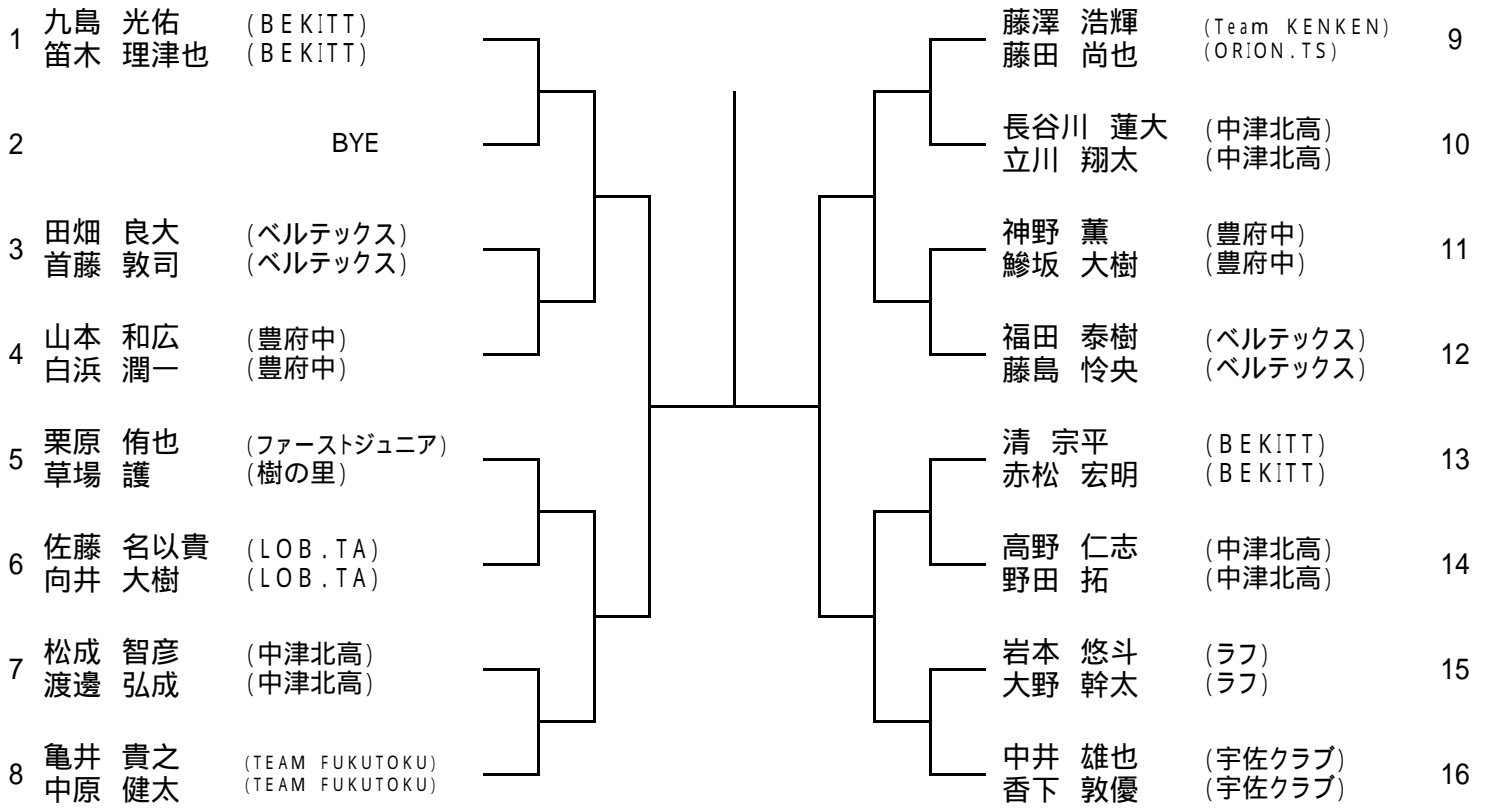 1 九島 光佑 (BEKITT)
笛木 理津也 (BEKITT)
2 BYE
3 田畑 良大 (ベルテックス)
首藤 敦司 (ベルテックス)
4 山本 和広 (豊府中)
白浜 潤一 (豊府中)
5 栗原 侑也 (ファーストジュニア)
草場 護 (樹の里)
6 佐藤 名以貴 (LOB.TA)
向井 大樹 (LOB.TA)
7 松成 智彦 (中津北高)
渡邊 弘成 (中津北高)
8 亀井 貴之 (TEAM FUKUTOKU)
中原 健太 (TEAM FUKUTOKU)
藤澤 浩輝 (Team KENKEN) 9
藤田 尚也 (ORION.TS)
長谷川 蓮大 (中津北高) 10
立川 翔太 (中津北高)
神野 薫 (豊府中) 11
鰺坂 大樹 (豊府中)
福田 泰樹 (ベルテックス) 12
藤島 怜央 (ベルテックス)
清 宗平 (BEKITT) 13
赤松 宏明 (BEKITT)
高野 仁志 (中津北高) 14
野田 拓 (中津北高)
岩本 悠斗 (ラフ) 15
大野 幹太 (ラフ)
中井 雄也 (宇佐クラブ) 16
香下 敦優 (宇佐クラブ)